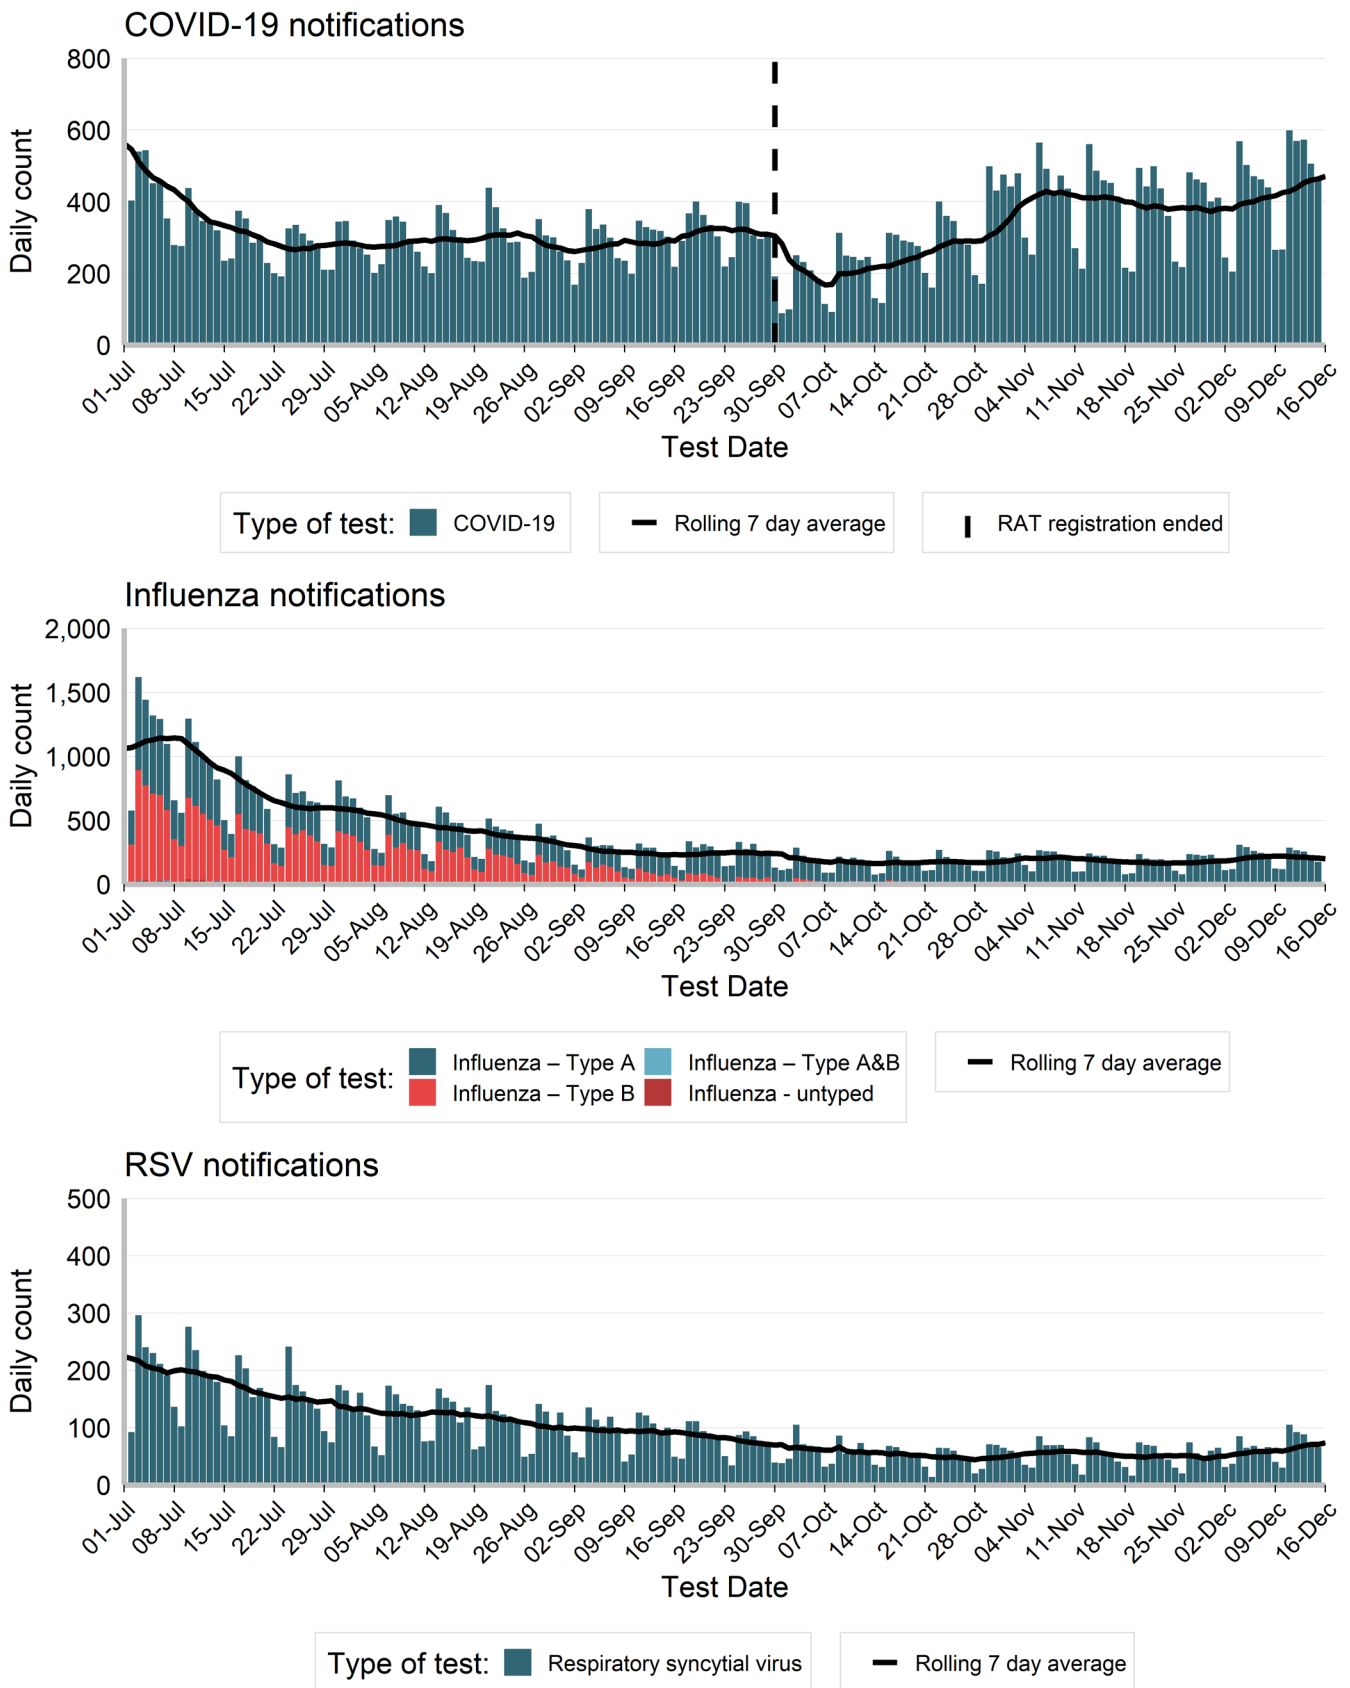 COVID-19 notifications
800
600
400
200
0
Daily count
01-Jul 08-Jul 15-Jul 22-Jul 29-Jul 05-Aug 12-Aug 19-Aug 26-Aug 02-Sep 09-Sep 16-Sep 23-Sep 30-Sep 07-Oct 14-Oct 21-Oct 28-Oct 04-Nov 11-Nov 18-Nov 25-Nov 02-Dec 09-Dec 16-Dec
Test Date
Type of test: COVID-19 Rolling 7 day average RAT registration ended
Influenza notifications
2,000
1,500
1,000
500
0
Daily count
01-Jul 08-Jul 15-Jul 22-Jul 29-Jul 05-Aug 12-Aug 19-Aug 26-Aug 02-Sep 09-Sep 16-Sep 23-Sep 30-Sep 07-Oct 14-Oct 21-Oct 28-Oct 04-Nov 11-Nov 18-Nov 25-Nov 02-Dec 09-Dec 16-Dec
Test Date
Type of test: Influenza – Type A Influenza – Type A&B Rolling 7 day average
Influenza – Type B Influenza - untyped
RSV notifications
500
400
300
200
100
0
Daily count
01-Jul 08-Jul 15-Jul 22-Jul 29-Jul 05-Aug 12-Aug 19-Aug 26-Aug 02-Sep 09-Sep 16-Sep 23-Sep 30-Sep 07-Oct 14-Oct 21-Oct 28-Oct 04-Nov 11-Nov 18-Nov 25-Nov 02-Dec 09-Dec 16-Dec
Test Date
Type of test: Respiratory syncytial virus Rolling 7 day average